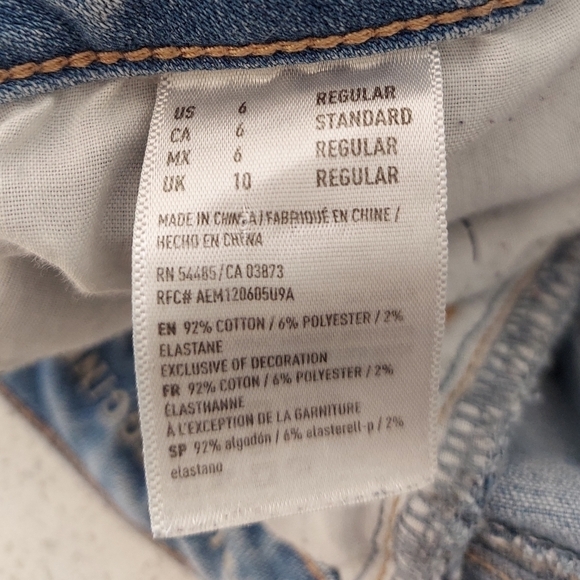 US 6 REGULAR
CA 6 STANDARD
MX 6 REGULAR
UK 10 REGULAR
MADE IN CHINA / FABRIQUÉ EN CHINE /
HECHO EN CHINA
RN 54485/CA 03873
RFC# AEM120605U9A
EN 92% COTTON / 6% POLYESTER / 2%
ELASTANE
EXCLUSIVE OF DECORATION
FR 92% COTON / 6% POLYESTER / 2%
ÉLASTHANNE
À L'EXCEPTION DE LA GARNITURE
SP 92% algodón / 6% elasterell-p / 2%
elastano